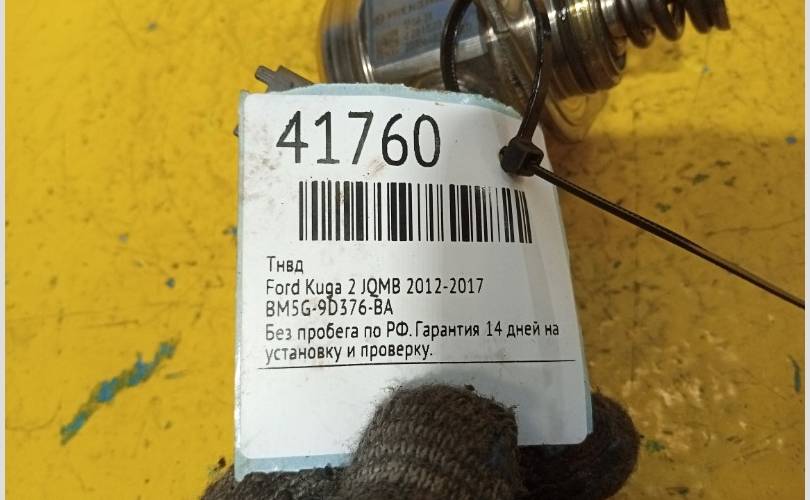 41760
Тнвд
Ford Kuga 2 JQMB 2012-2017
BM5G-9D376-BA
Без пробега по РФ. Гарантия 14 дней на
установку и проверку.